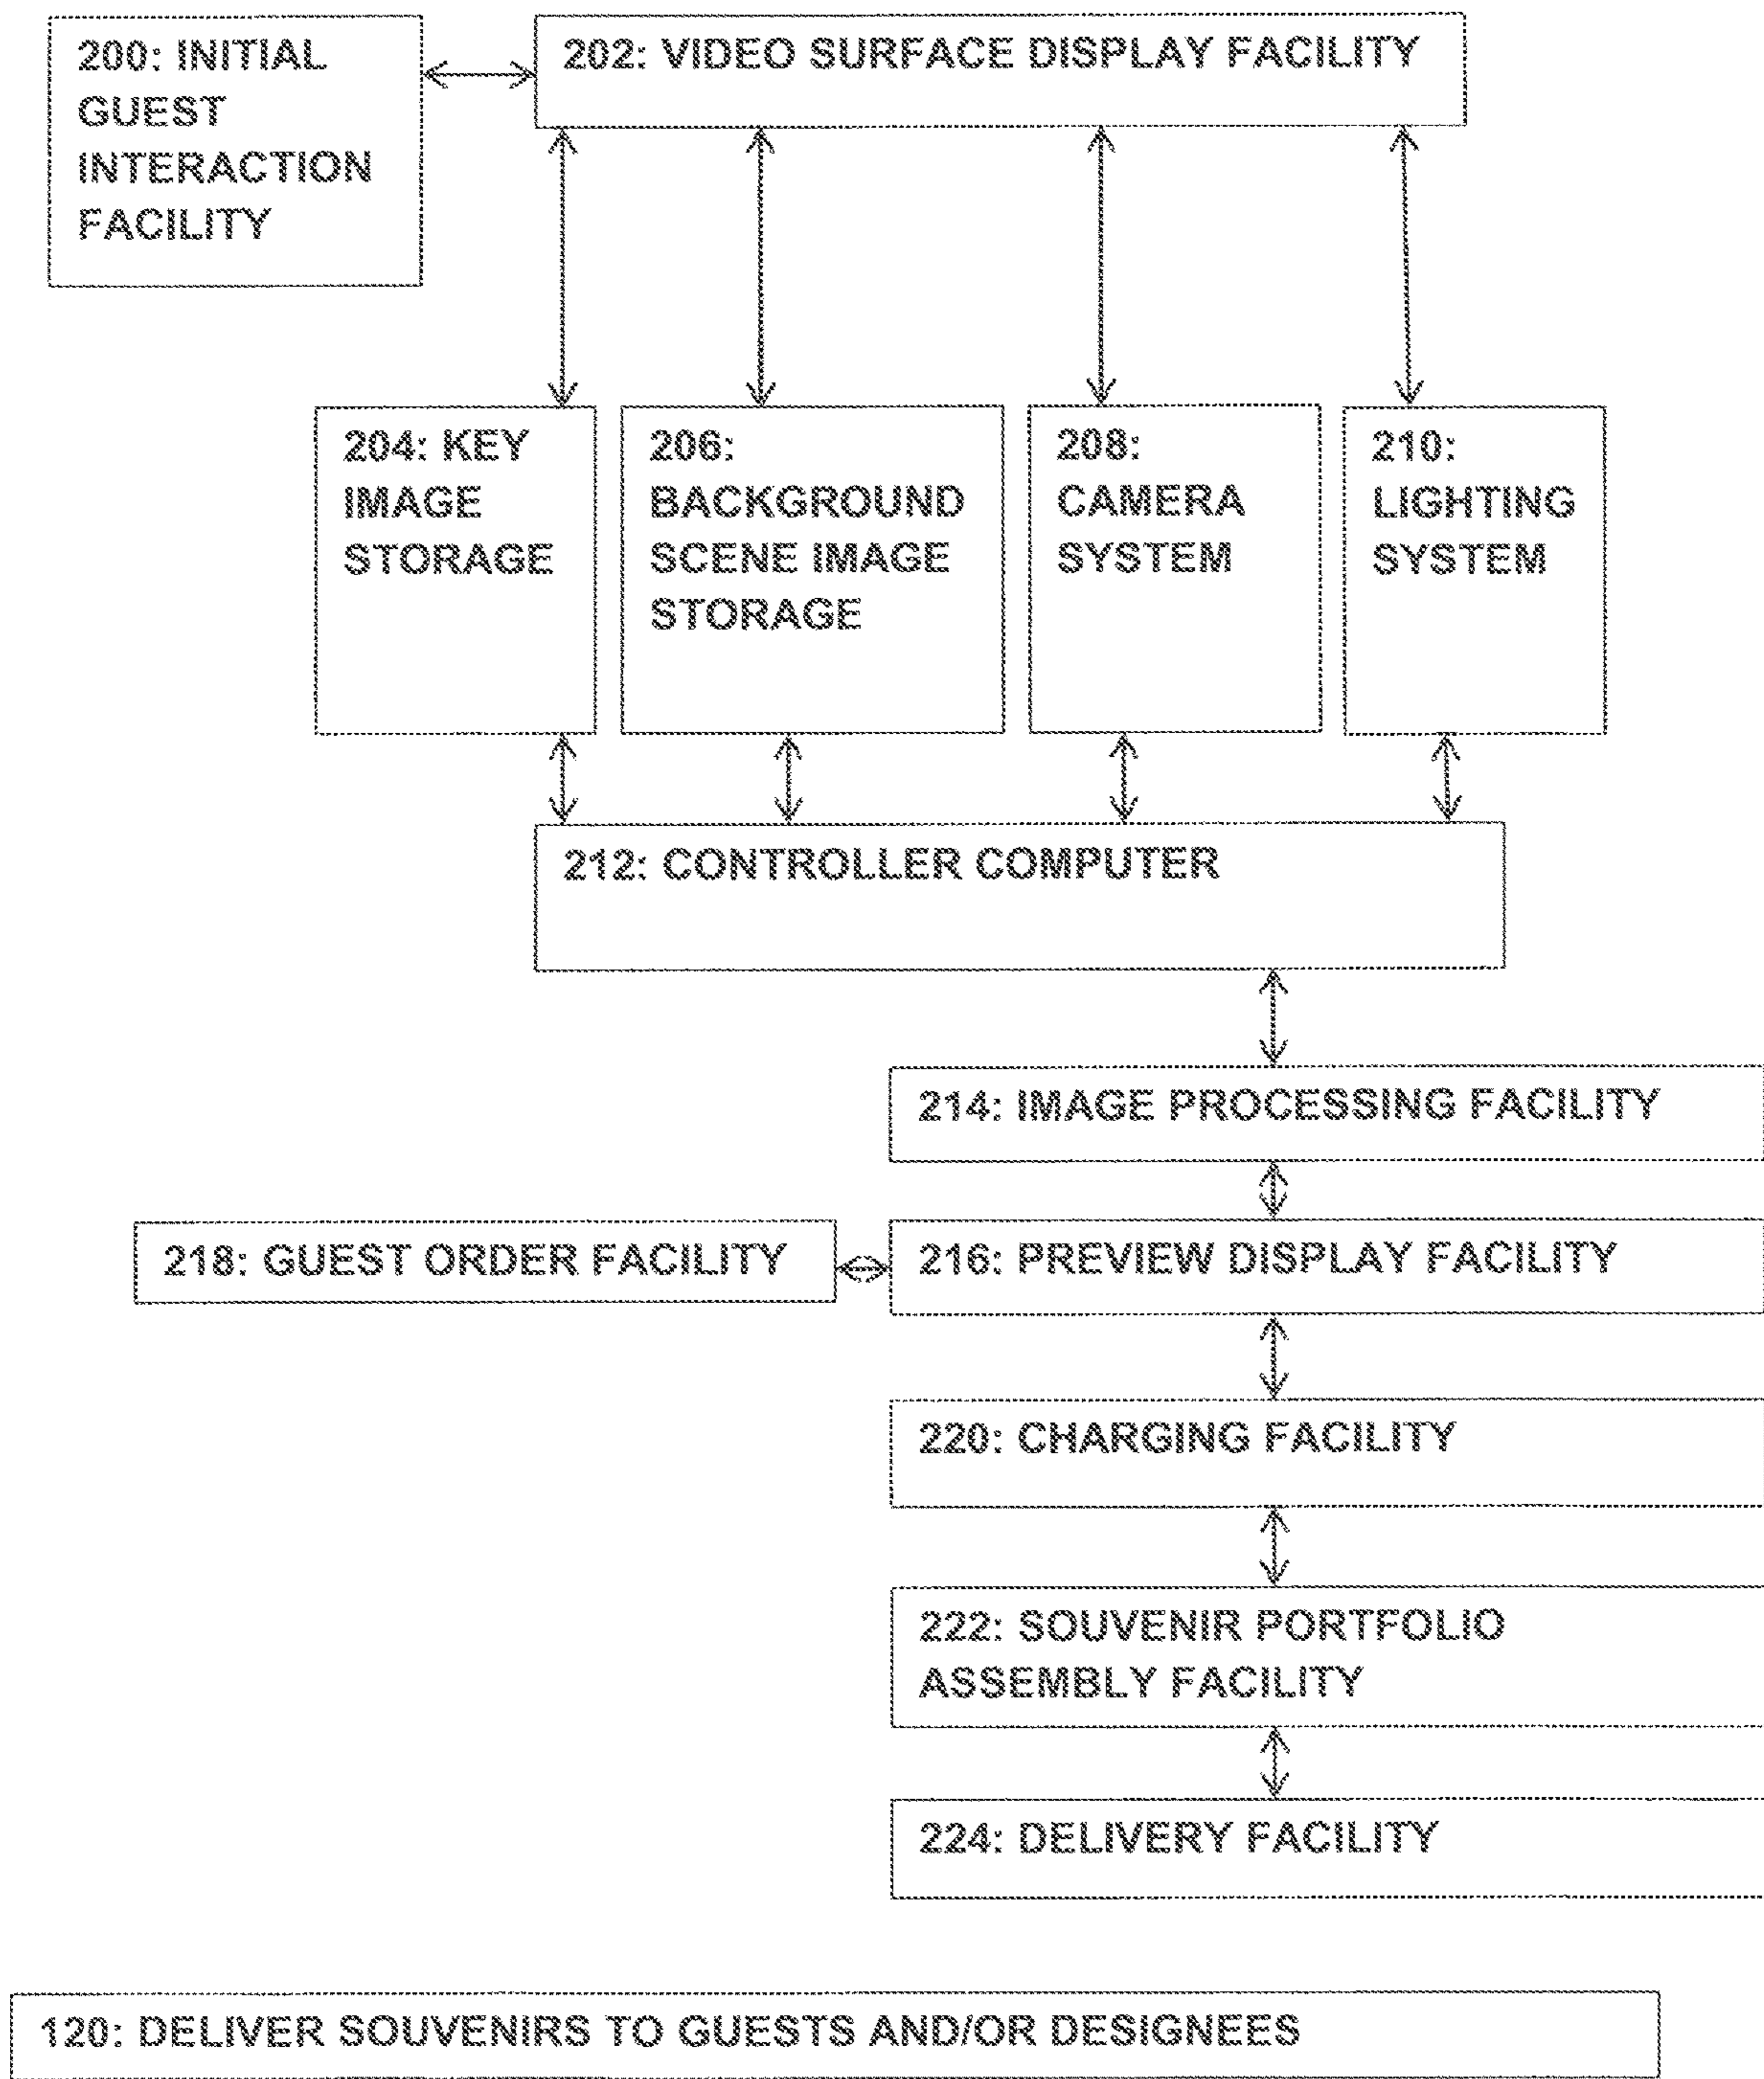 200: INITIAL
GUEST
INTERACTION
FACILITY
202: VIDEO SURFACE DISPLAY FACILITY
204: KEY
IMAGE
STORAGE
206:
BACKGROUND
SCENE IMAGE
STORAGE
208:
CAMERA
SYSTEM
210:
LIGHTING
SYSTEM
212: CONTROLLER COMPUTER
214: IMAGE PROCESSING FACILITY
218: GUEST ORDER FACILITY
216: PREVIEW DISPLAY FACILITY
220: CHARGING FACILITY
222: SOUVENIR PORTFOLIO
ASSEMBLY FACILITY
224: DELIVERY FACILITY
120: DELIVER SOUVENIRS TO GUESTS AND/OR DESIGNEES